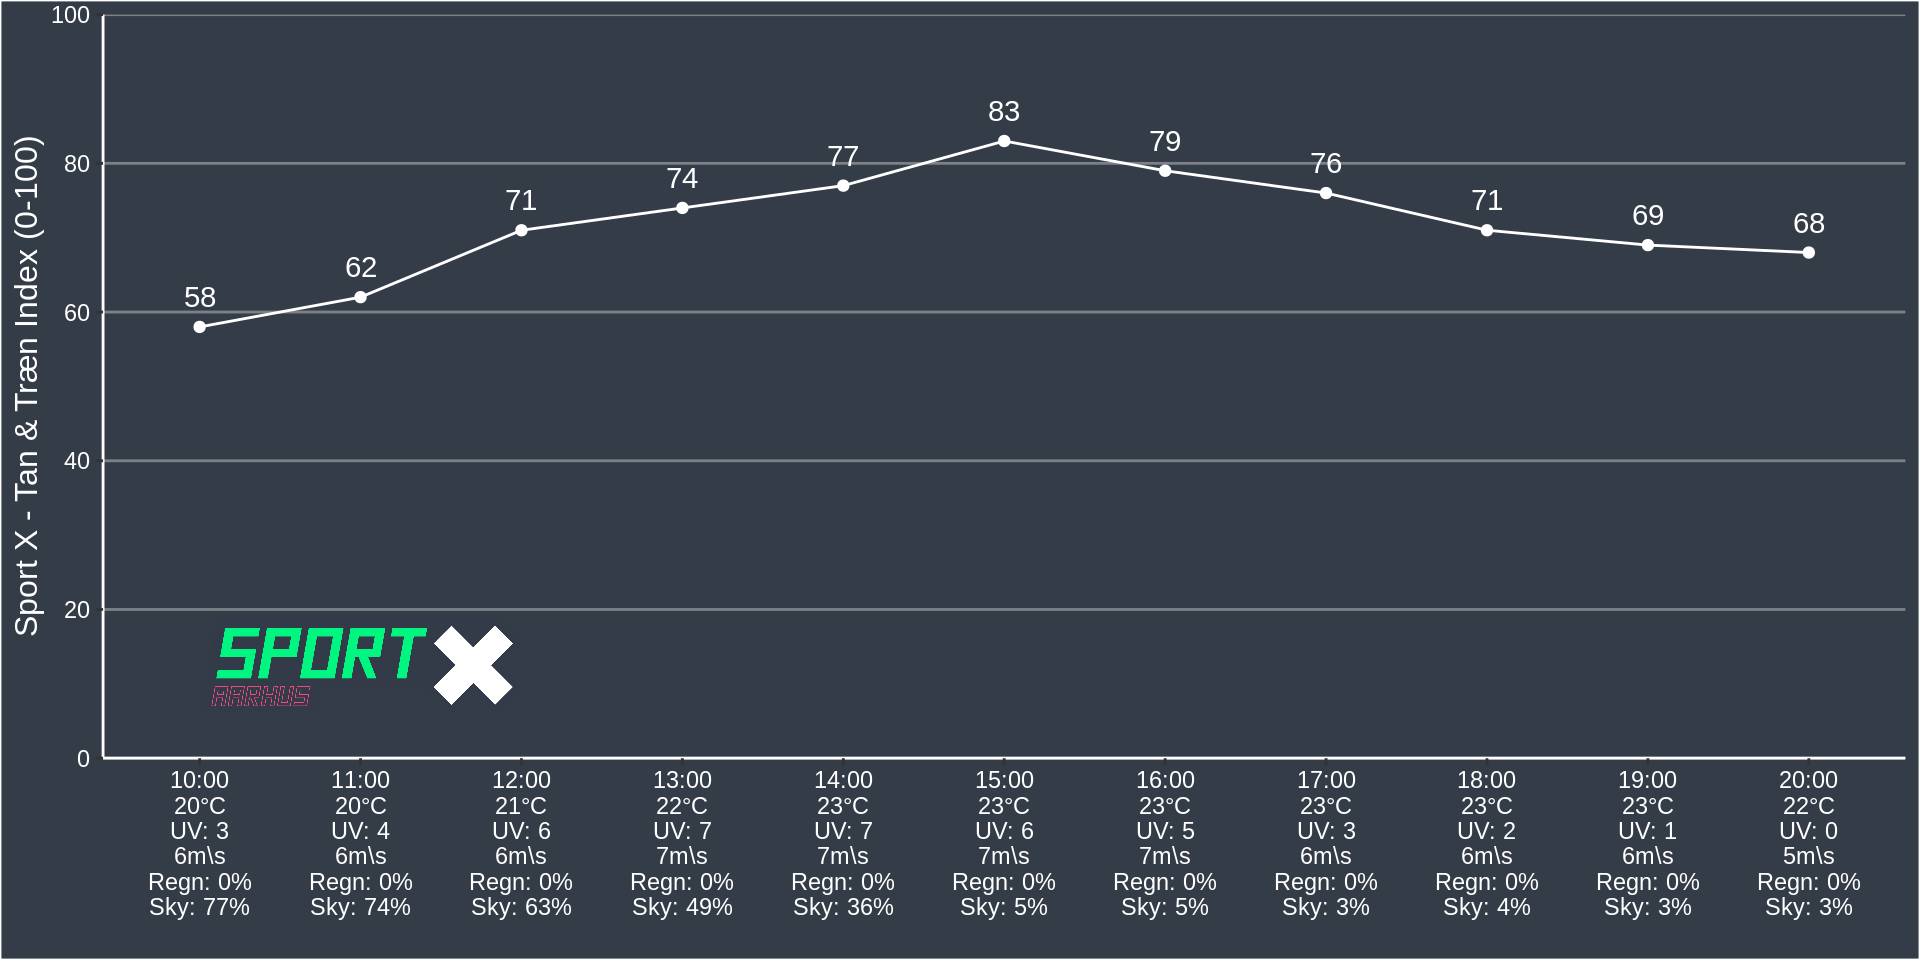 100
80
60
40
20
0
Sport X - Tan & Træn Index (0-100)
58
62
71
74
77
83
79
76
71
69
68
SPORT X
AARHUS
10:00 11:00 12:00 13:00 14:00 15:00 16:00 17:00 18:00 19:00 20:00
20°C 20°C 21°C 22°C 23°C 23°C 23°C 23°C 23°C 23°C 22°C
UV: 3 UV: 4 UV: 6 UV: 7 UV: 7 UV: 6 UV: 5 UV: 3 UV: 2 UV: 1 UV: 0
6m\s 6m\s 6m\s 7m\s 7m\s 7m\s 7m\s 6m\s 6m\s 6m\s 5m\s
Regn: 0% Regn: 0% Regn: 0% Regn: 0% Regn: 0% Regn: 0% Regn: 0% Regn: 0% Regn: 0% Regn: 0% Regn: 0%
Sky: 77% Sky: 74% Sky: 63% Sky: 49% Sky: 36% Sky: 5% Sky: 5% Sky: 3% Sky: 4% Sky: 3% Sky: 3%